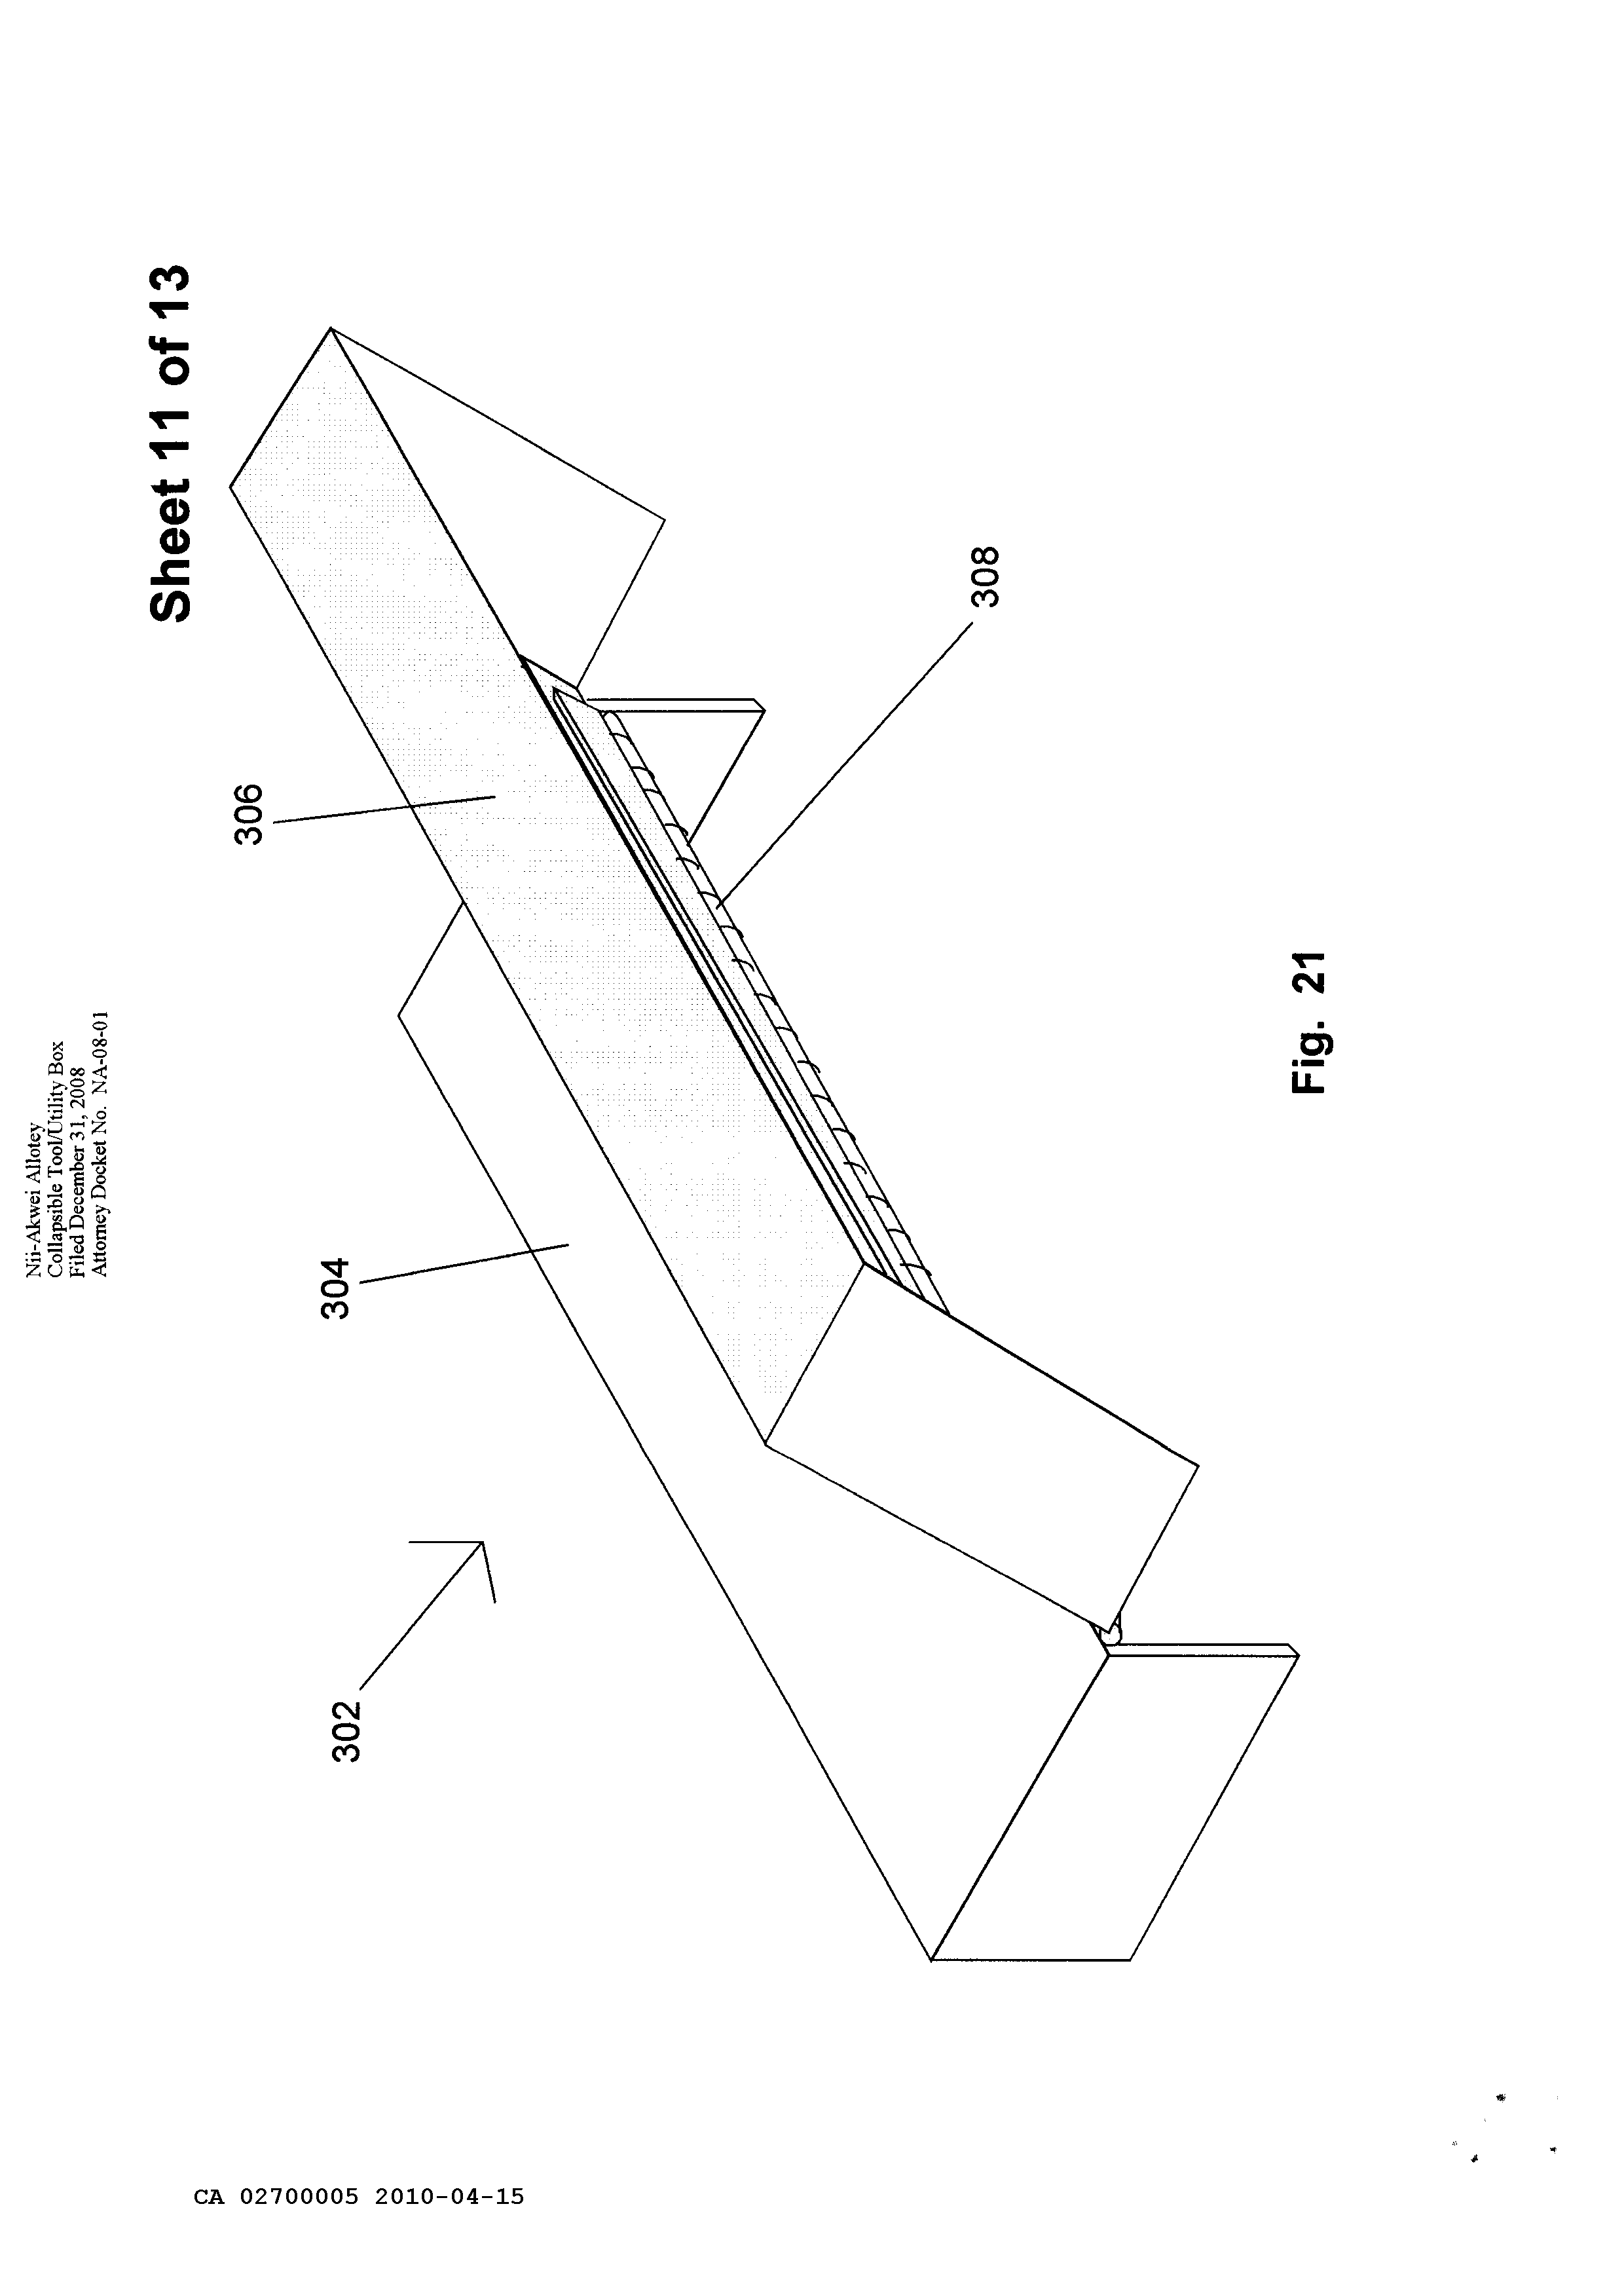 Nii-Akwei Allotey
Collapsible Tool/Utility Box
Filed December 31, 2008
Attorney Docket No. NA-08-01
Sheet 11 of 13
306
304
302
308
Fig. 21
CA 02700005 2010-04-15